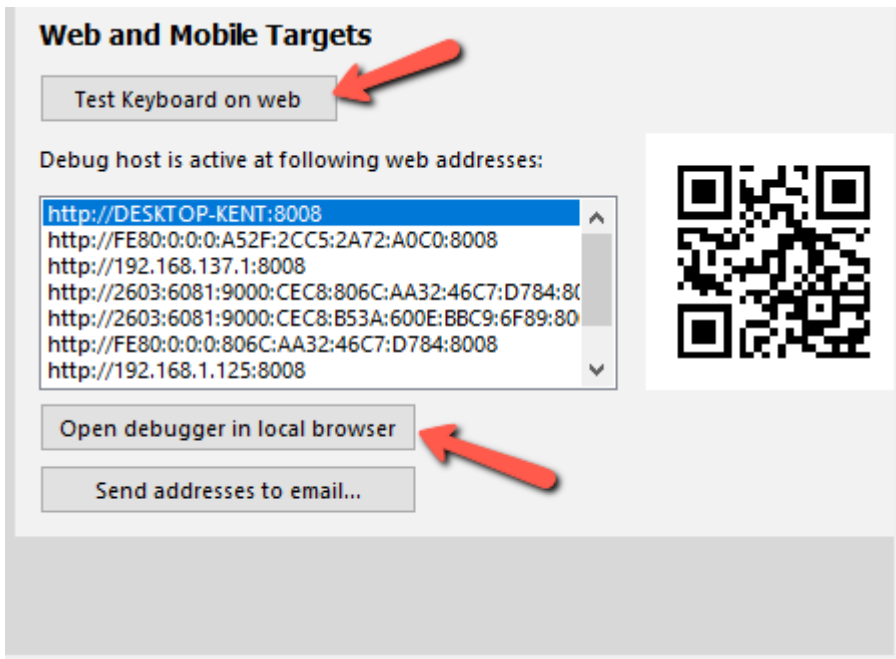 Web and Mobile Targets
Test Keyboard on web
Debug host is active at following web addresses:
http://DESKTOP-KENT:8008
http://FE80:0:0:0:A52F:2CC5:2A72:A0C0:8008
http://192.168.137.1:8008
http://2603:6081:9000:CEC8:806C:AA32:46C7:D784:80
http://2603:6081:9000:CEC8:B53A:600E:BBC9:6F89:80
http://FE80:0:0:0:806C:AA32:46C7:D784:8008
http://192.168.1.125:8008
Open debugger in local browser
Send addresses to email...